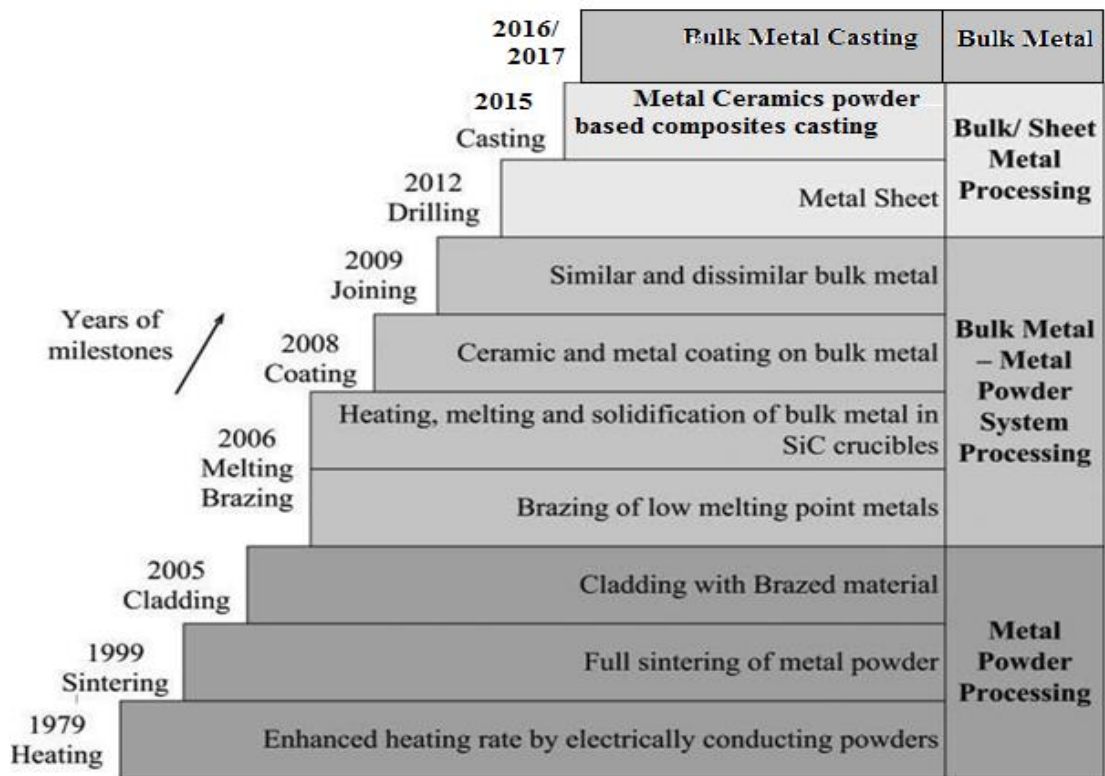 2016/
2017
Bulk Metal Casting
Bulk Metal
2015
Casting
Metal Ceramics powder
based composites casting
Bulk/ Sheet
Metal
Processing
2012
Drilling
Metal Sheet
2009
Joining
Similar and dissimilar bulk metal
Years of
milestones
2008
Coating
Ceramic and metal coating on bulk metal
Bulk Metal
– Metal
Powder
System
Processing
2006
Melting
Brazing
Heating, melting and solidification of bulk metal in
SiC crucibles
Brazing of low melting point metals
2005
Cladding
Cladding with Brazed material
1999
Sintering
Full sintering of metal powder
Metal
Powder
Processing
1979
Heating
Enhanced heating rate by electrically conducting powders